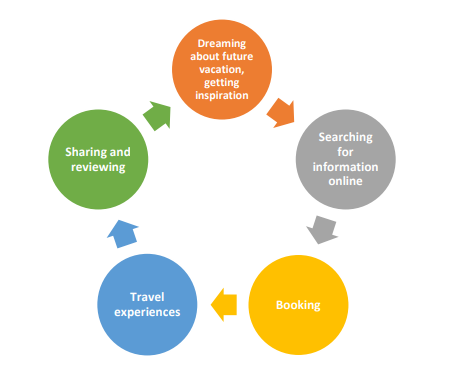 Dreaming
about future
vacation,
getting
inspiration
Searching
for
information
online
Booking
Travel
experiences
Sharing and
reviewing